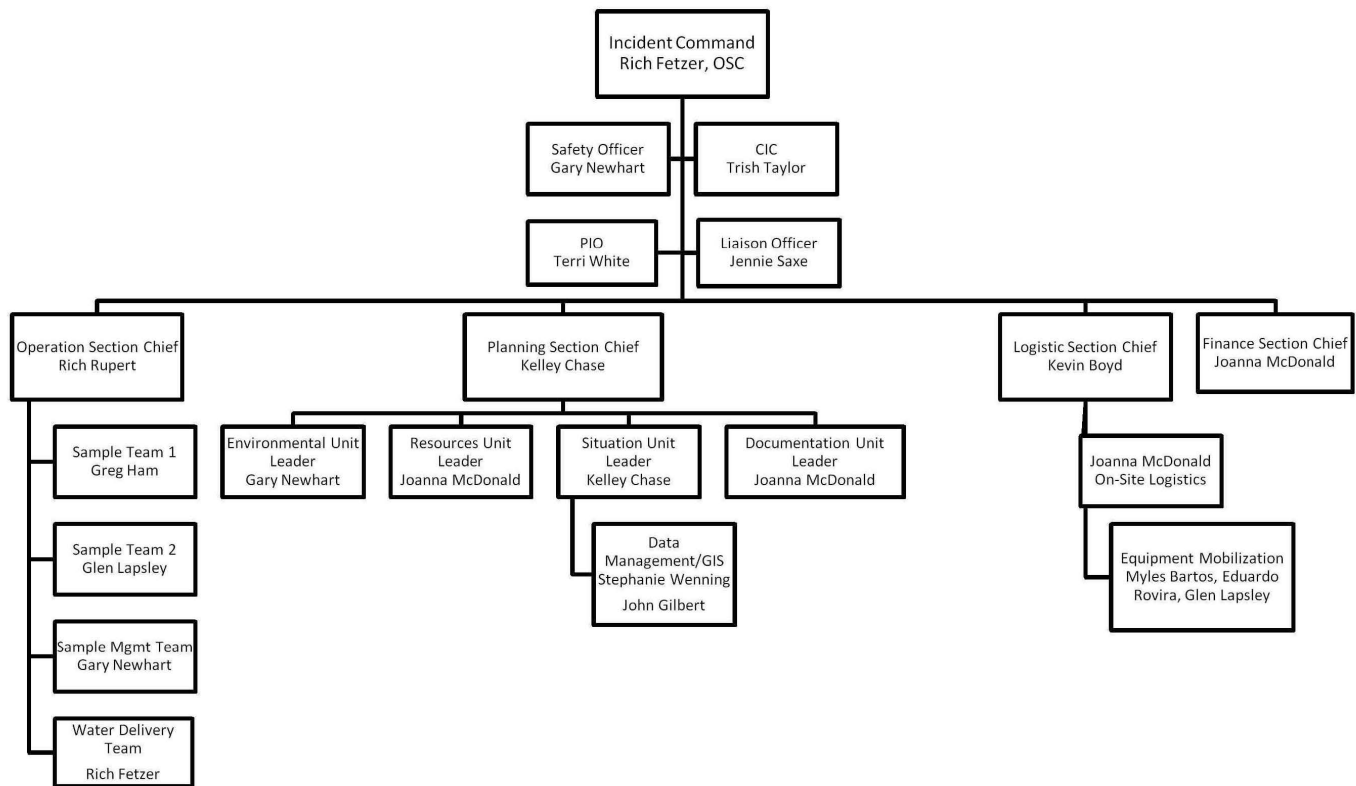 Incident Command
Rich Fetzer, OSC
Safety Officer
Gary Newhart
CIC
Trish Taylor
PIO
Terri White
Liaison Officer
Jennie Saxe
Operation Section Chief
Rich Rupert
Planning Section Chief
Kelley Chase
Logistic Section Chief
Kevin Boyd
Finance Section Chief
Joanna McDonald
Sample Team 1
Greg Ham
Sample Team 2
Glen Lapsley
Sample Mgmt Team
Gary Newhart
Water Delivery
Team
Rich Fetzer
Environmental Unit
Leader
Gary Newhart
Resources Unit
Leader
Joanna McDonald
Situation Unit
Leader
Kelley Chase
Documentation Unit
Leader
Joanna McDonald
Data
Management/GIS
Stephanie Wenning
John Gilbert
Joanna McDonald
On-Site Logistics
Equipment Mobilization
Myles Bartos, Eduardo
Rovira, Glen Lapsley